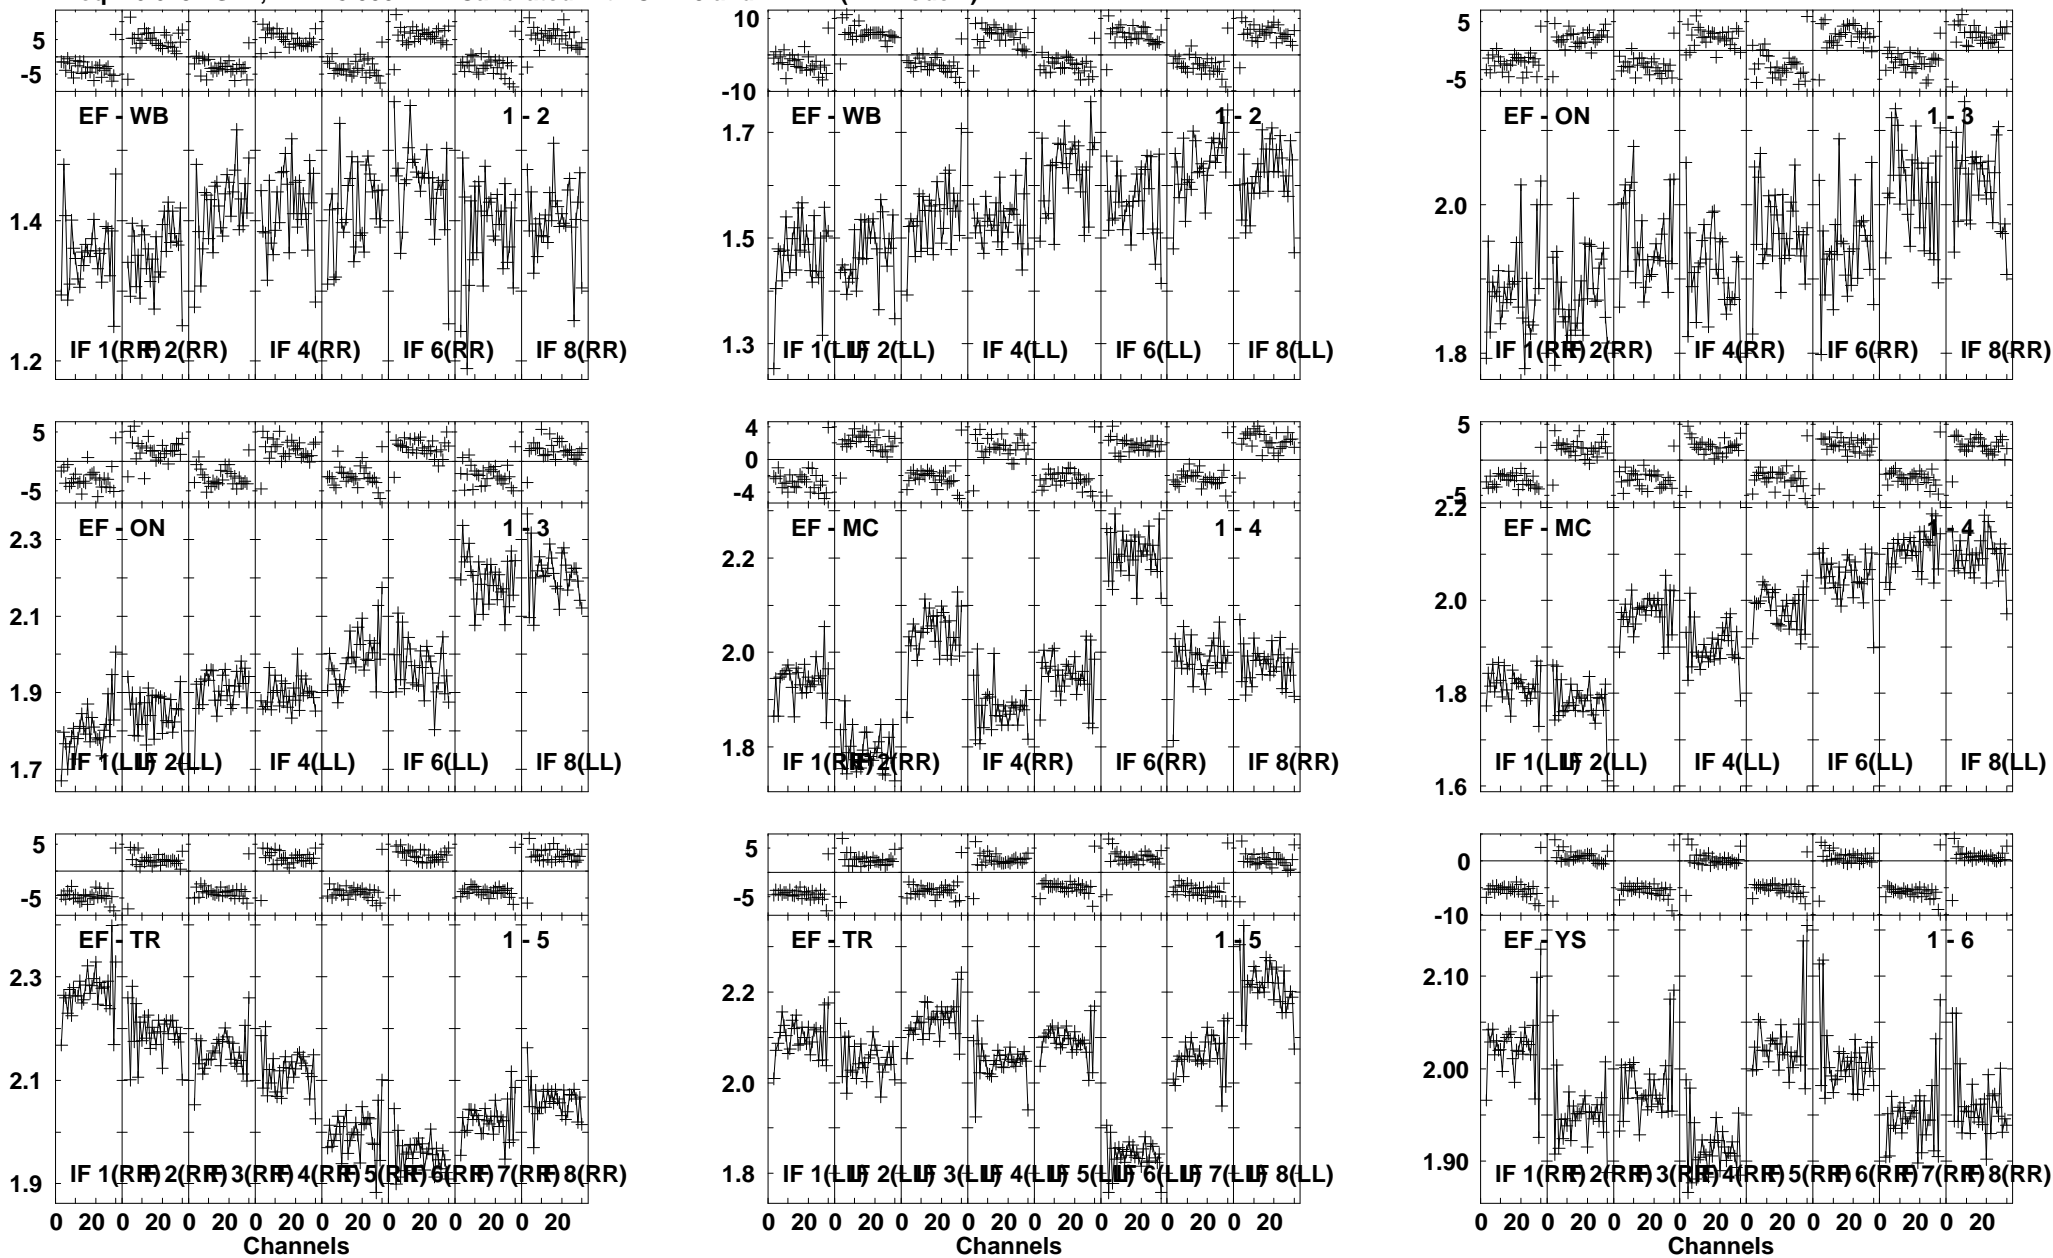 5
-5
EF - WB 1 - 2
1.4
1.2
IF 1(RR) IF 2(RR) IF 4(RR) IF 6(RR) IF 8(RR)
10
0
-10
EF - WB 1 - 2
1.7
1.5
1.3
IF 1(LL) IF 2(LL) IF 4(LL) IF 6(LL) IF 8(LL)
5
-5
EF - ON 1 - 3
2.0
1.8
IF 1(RR) IF 2(RR) IF 4(RR) IF 6(RR) IF 8(RR)
5
-5
EF - ON 1 - 3
2.3
2.1
1.9
1.7
IF 1(LL) IF 2(LL) IF 4(LL) IF 6(LL) IF 8(LL)
4
0
-4
EF - MC 1 - 4
2.2
2.0
1.8
IF 1(RR) IF 2(RR) IF 4(RR) IF 6(RR) IF 8(RR)
5
-5
2.2
EF - MC 1 - 4
2.0
1.8
1.6
IF 1(LL) IF 2(LL) IF 4(LL) IF 6(LL) IF 8(LL)
5
-5
EF - TR 1 - 5
2.3
2.1
1.9
IF 1(RR) IF 2(RR) IF 3(RR) IF 4(RR) IF 5(RR) IF 6(RR) IF 7(RR) IF 8(RR)
0 20 0 20 0 20 0 20 0 20 0 20 0 20 0 20
Channels
5
-5
EF - TR 1 - 5
2.2
2.0
1.8
IF 1(LL) IF 2(LL) IF 3(LL) IF 4(LL) IF 5(LL) IF 6(LL) IF 7(LL) IF 8(LL)
0 20 0 20 0 20 0 20 0 20 0 20 0 20 0 20
Channels
0
-10
EF - YS 1 - 6
2.10
2.00
1.90
IF 1(RR) IF 2(RR) IF 3(RR) IF 4(RR) IF 5(RR) IF 6(RR) IF 7(RR) IF 8(RR)
0 20 0 20 0 20 0 20 0 20 0 20 0 20 0 20
Channels